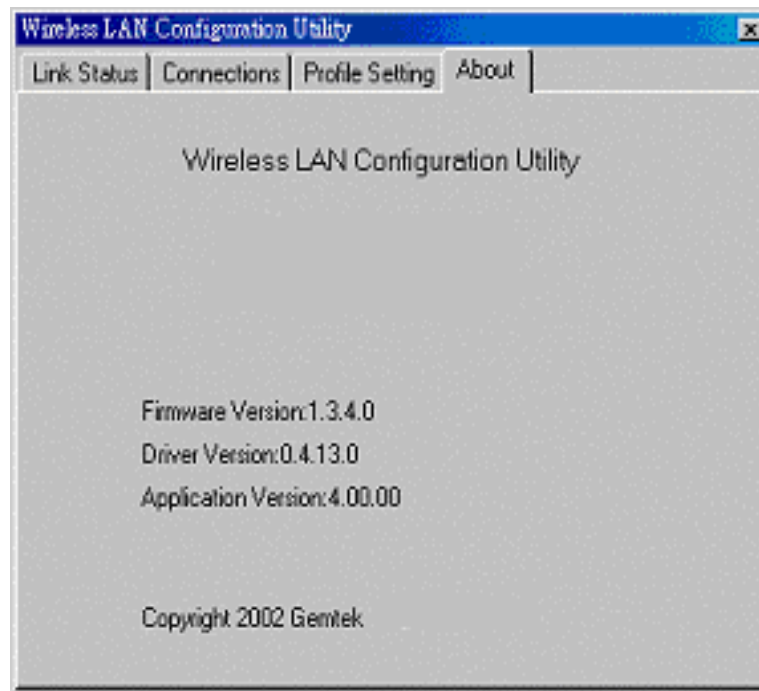 Wireless LAN Configuration Utility
Link Status Connections Profile Setting About
Wireless LAN Configuration Utility
Firmware Version:1.3.4.0
Driver Version:0.4.13.0
Application Version:4.00.00
Copyright 2002 Gemtek